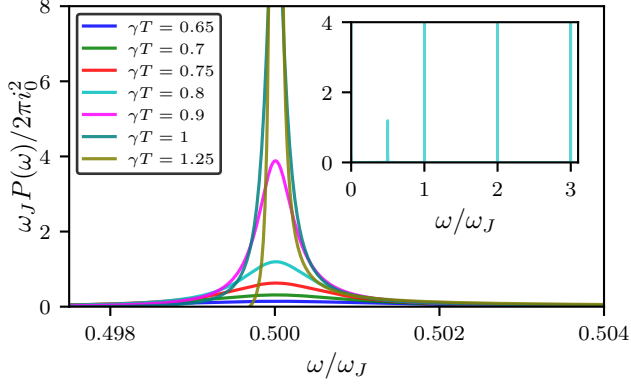 8
6
4
2
0
ω_J P(ω)/2πi_0^2
γT = 0.65
γT = 0.7
γT = 0.75
γT = 0.8
γT = 0.9
γT = 1
γT = 1.25
4
2
0
0 1 2 3
ω/ω_J
0.498 0.500 0.502 0.504
ω/ω_J